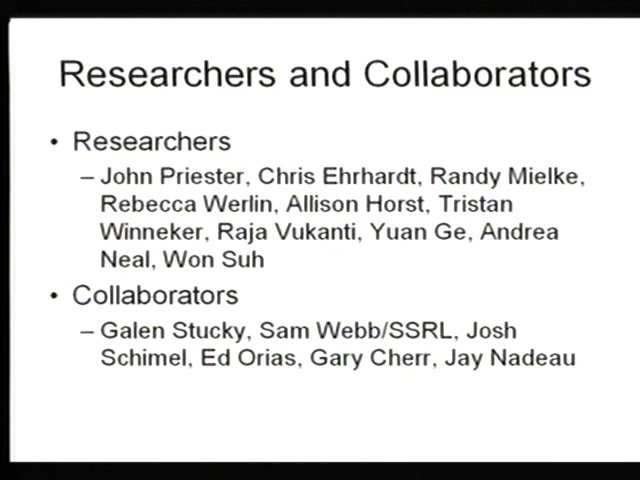 Researchers and Collaborators
• Researchers
– John Priester, Chris Ehrhardt, Randy Mielke,
Rebecca Werlin, Allison Horst, Tristan
Winneker, Raja Vukanti, Yuan Ge, Andrea
Neal, Won Suh
• Collaborators
– Galen Stucky, Sam Webb/SSRL, Josh
Schimel, Ed Orias, Gary Cherr, Jay Nadeau